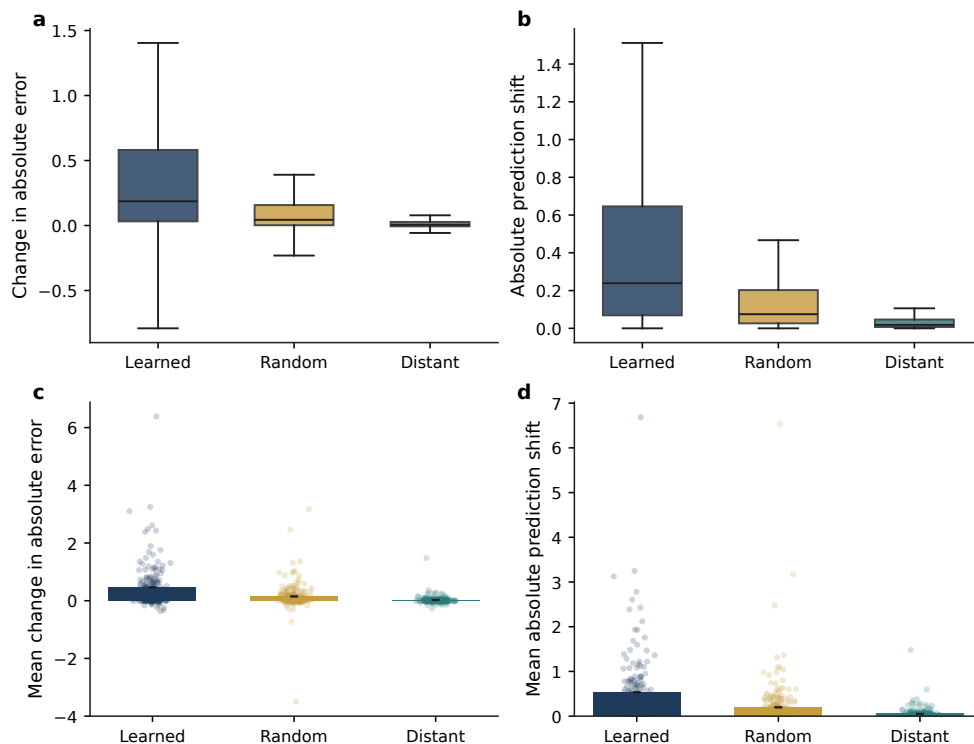 a
1.5
1.0
0.5
0.0
−0.5
Change in absolute error
Learned Random Distant
b
1.4
1.2
1.0
0.8
0.6
0.4
0.2
0.0
Absolute prediction shift
Learned Random Distant
c
6
4
2
0
−2
−4
Mean change in absolute error
Learned Random Distant
d
7
6
5
4
3
2
1
0
Mean absolute prediction shift
Learned Random Distant